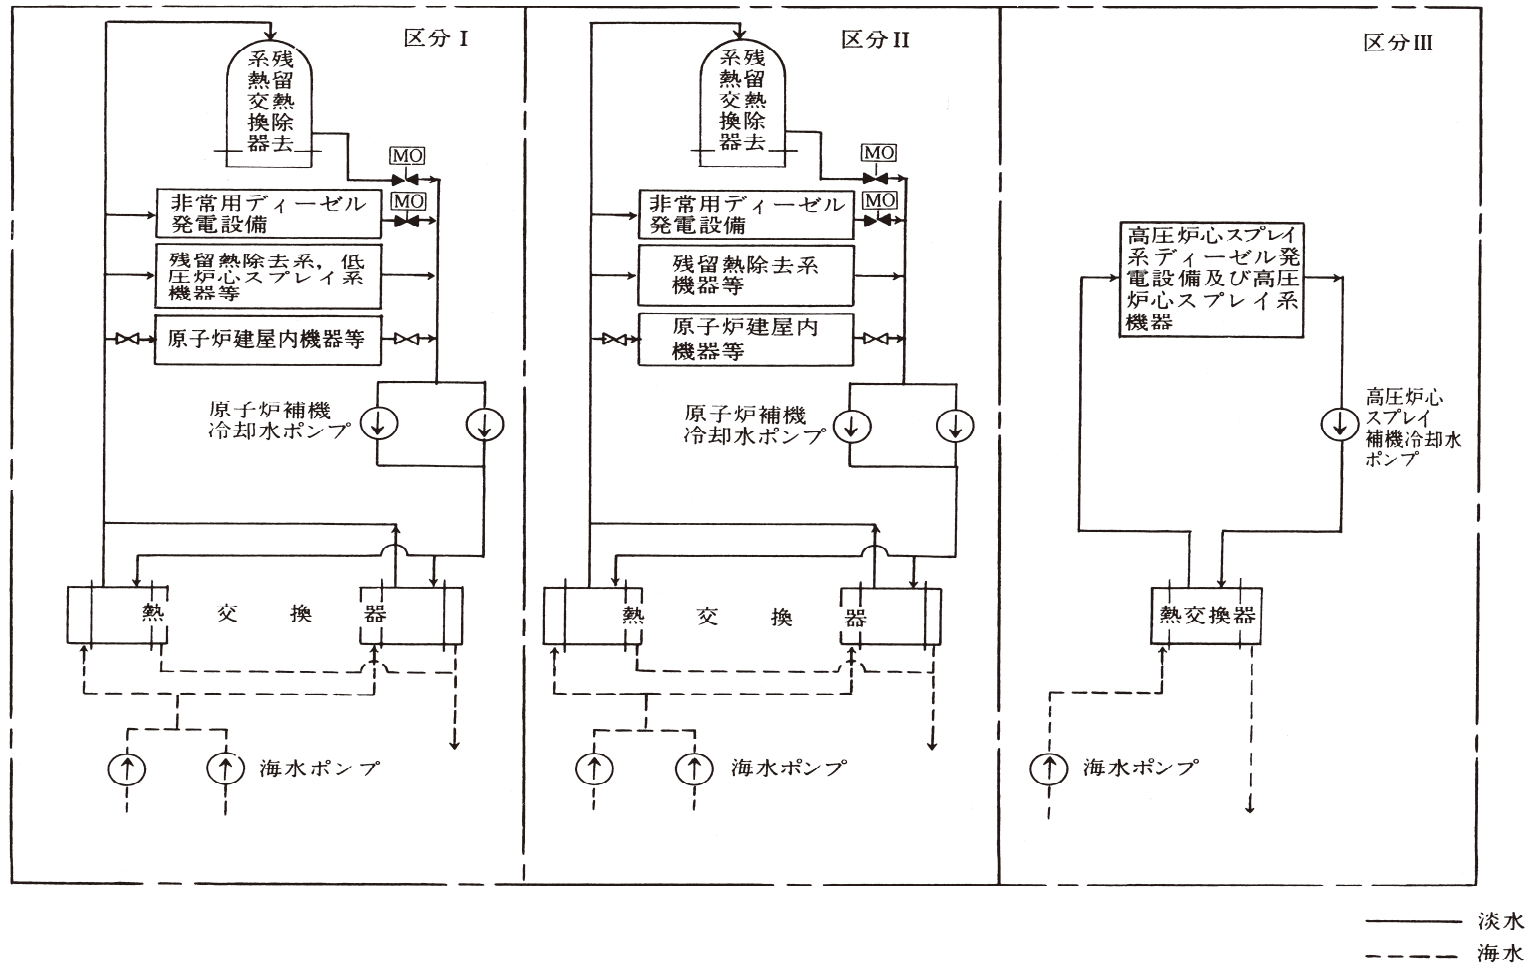 区分 I
残留熱除去
系熱交換器
MO
非常用ディーゼル
発電設備
MO
残留熱除去系，低
圧炉心スプレイ系
機器等
原子炉建屋内機器等
原子炉補機
冷却水ポンプ
熱交換器
海水ポンプ
区分II
残留熱除去
系熱交換器
MO
非常用ディーゼル
発電設備
MO
残留熱除去系
機器等
原子炉建屋内
機器等
原子炉補機
冷却水ポンプ
熱交換器
海水ポンプ
区分III
高圧炉心スプレイ
系ディーゼル発
電設備及び高圧
炉心スプレイ系
機器
高圧炉心
スプレイ
補機冷却水
ポンプ
熱交換器
海水ポンプ
淡水
海水